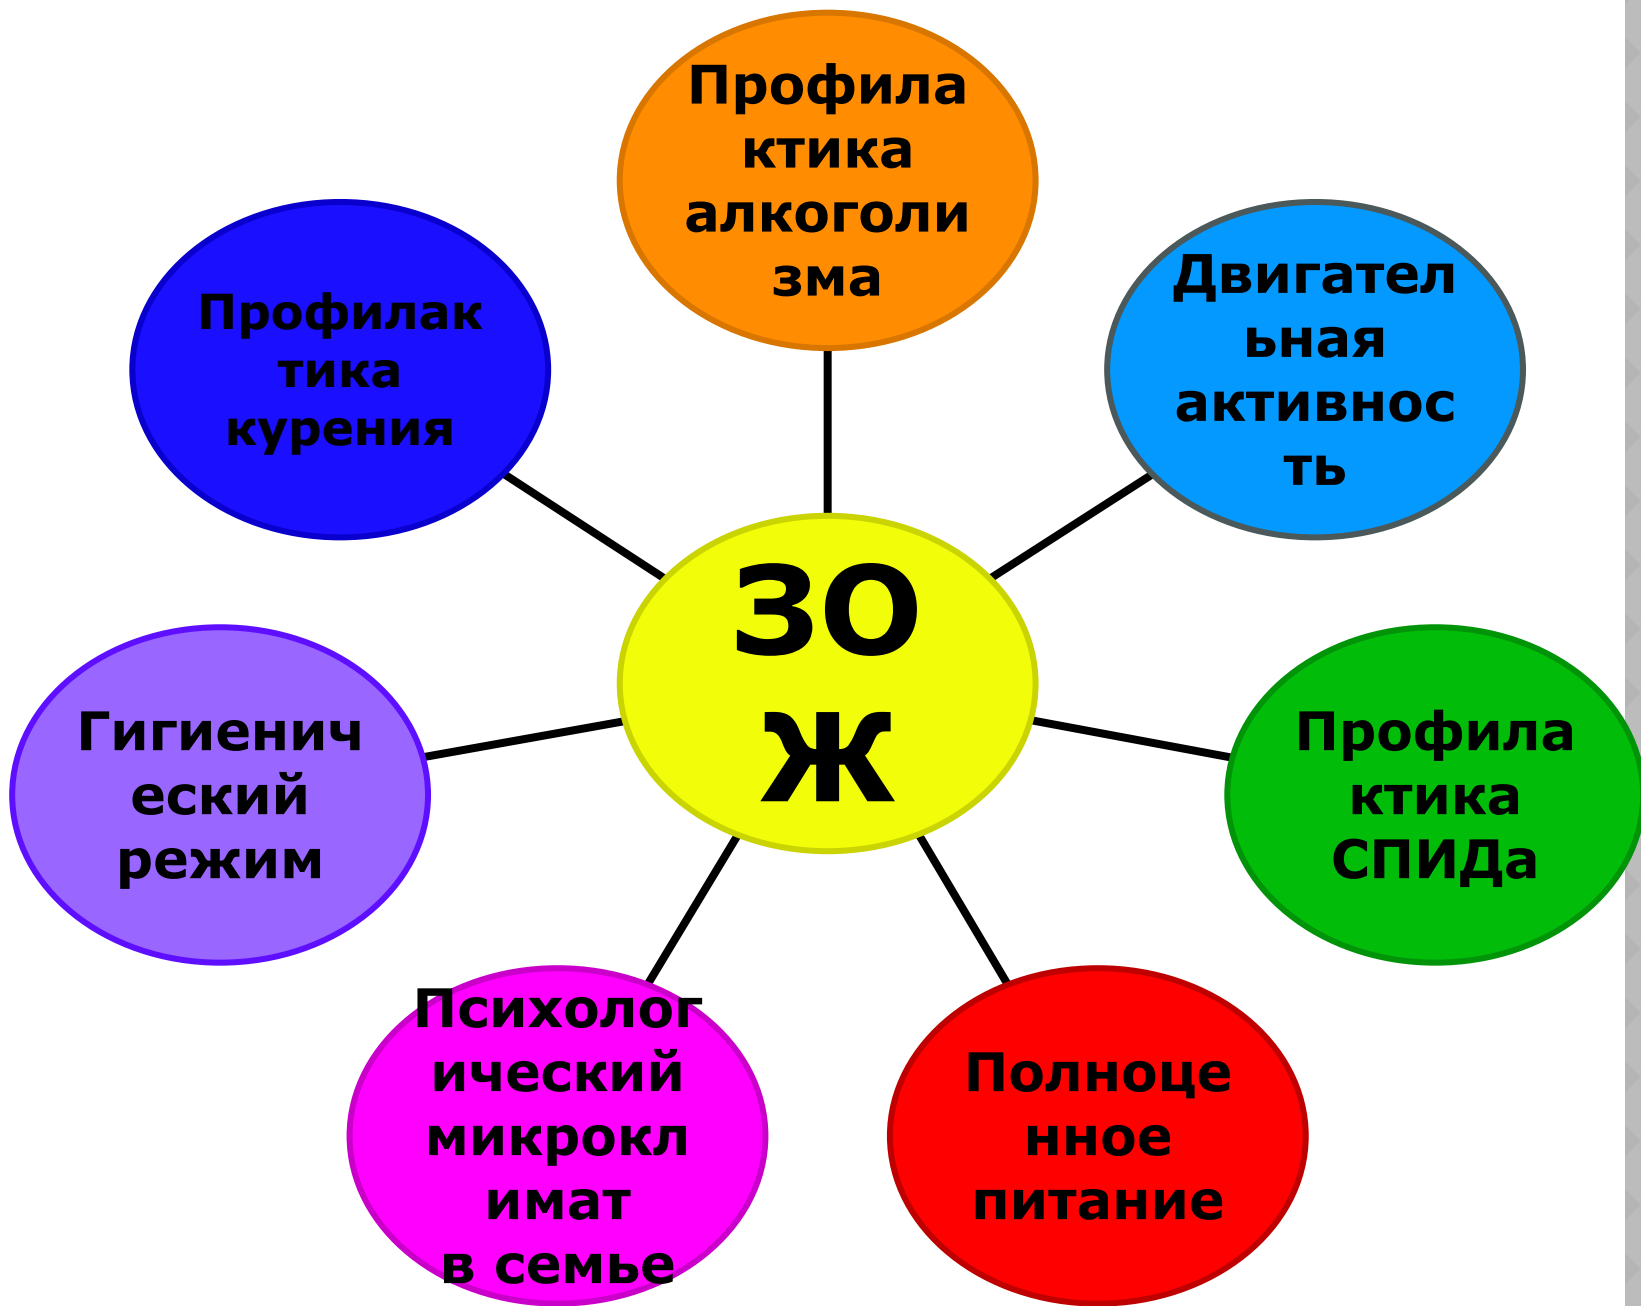 Профила
ктика
алкоголи
зма
Профилак
тика
курения
Двигател
ьная
активнос
ть
ЗО
Ж
Гигиенич
еский
режим
Профила
ктика
СПИДа
Психолог
ический
микрокл
имат
в семье
Полноце
нное
питание